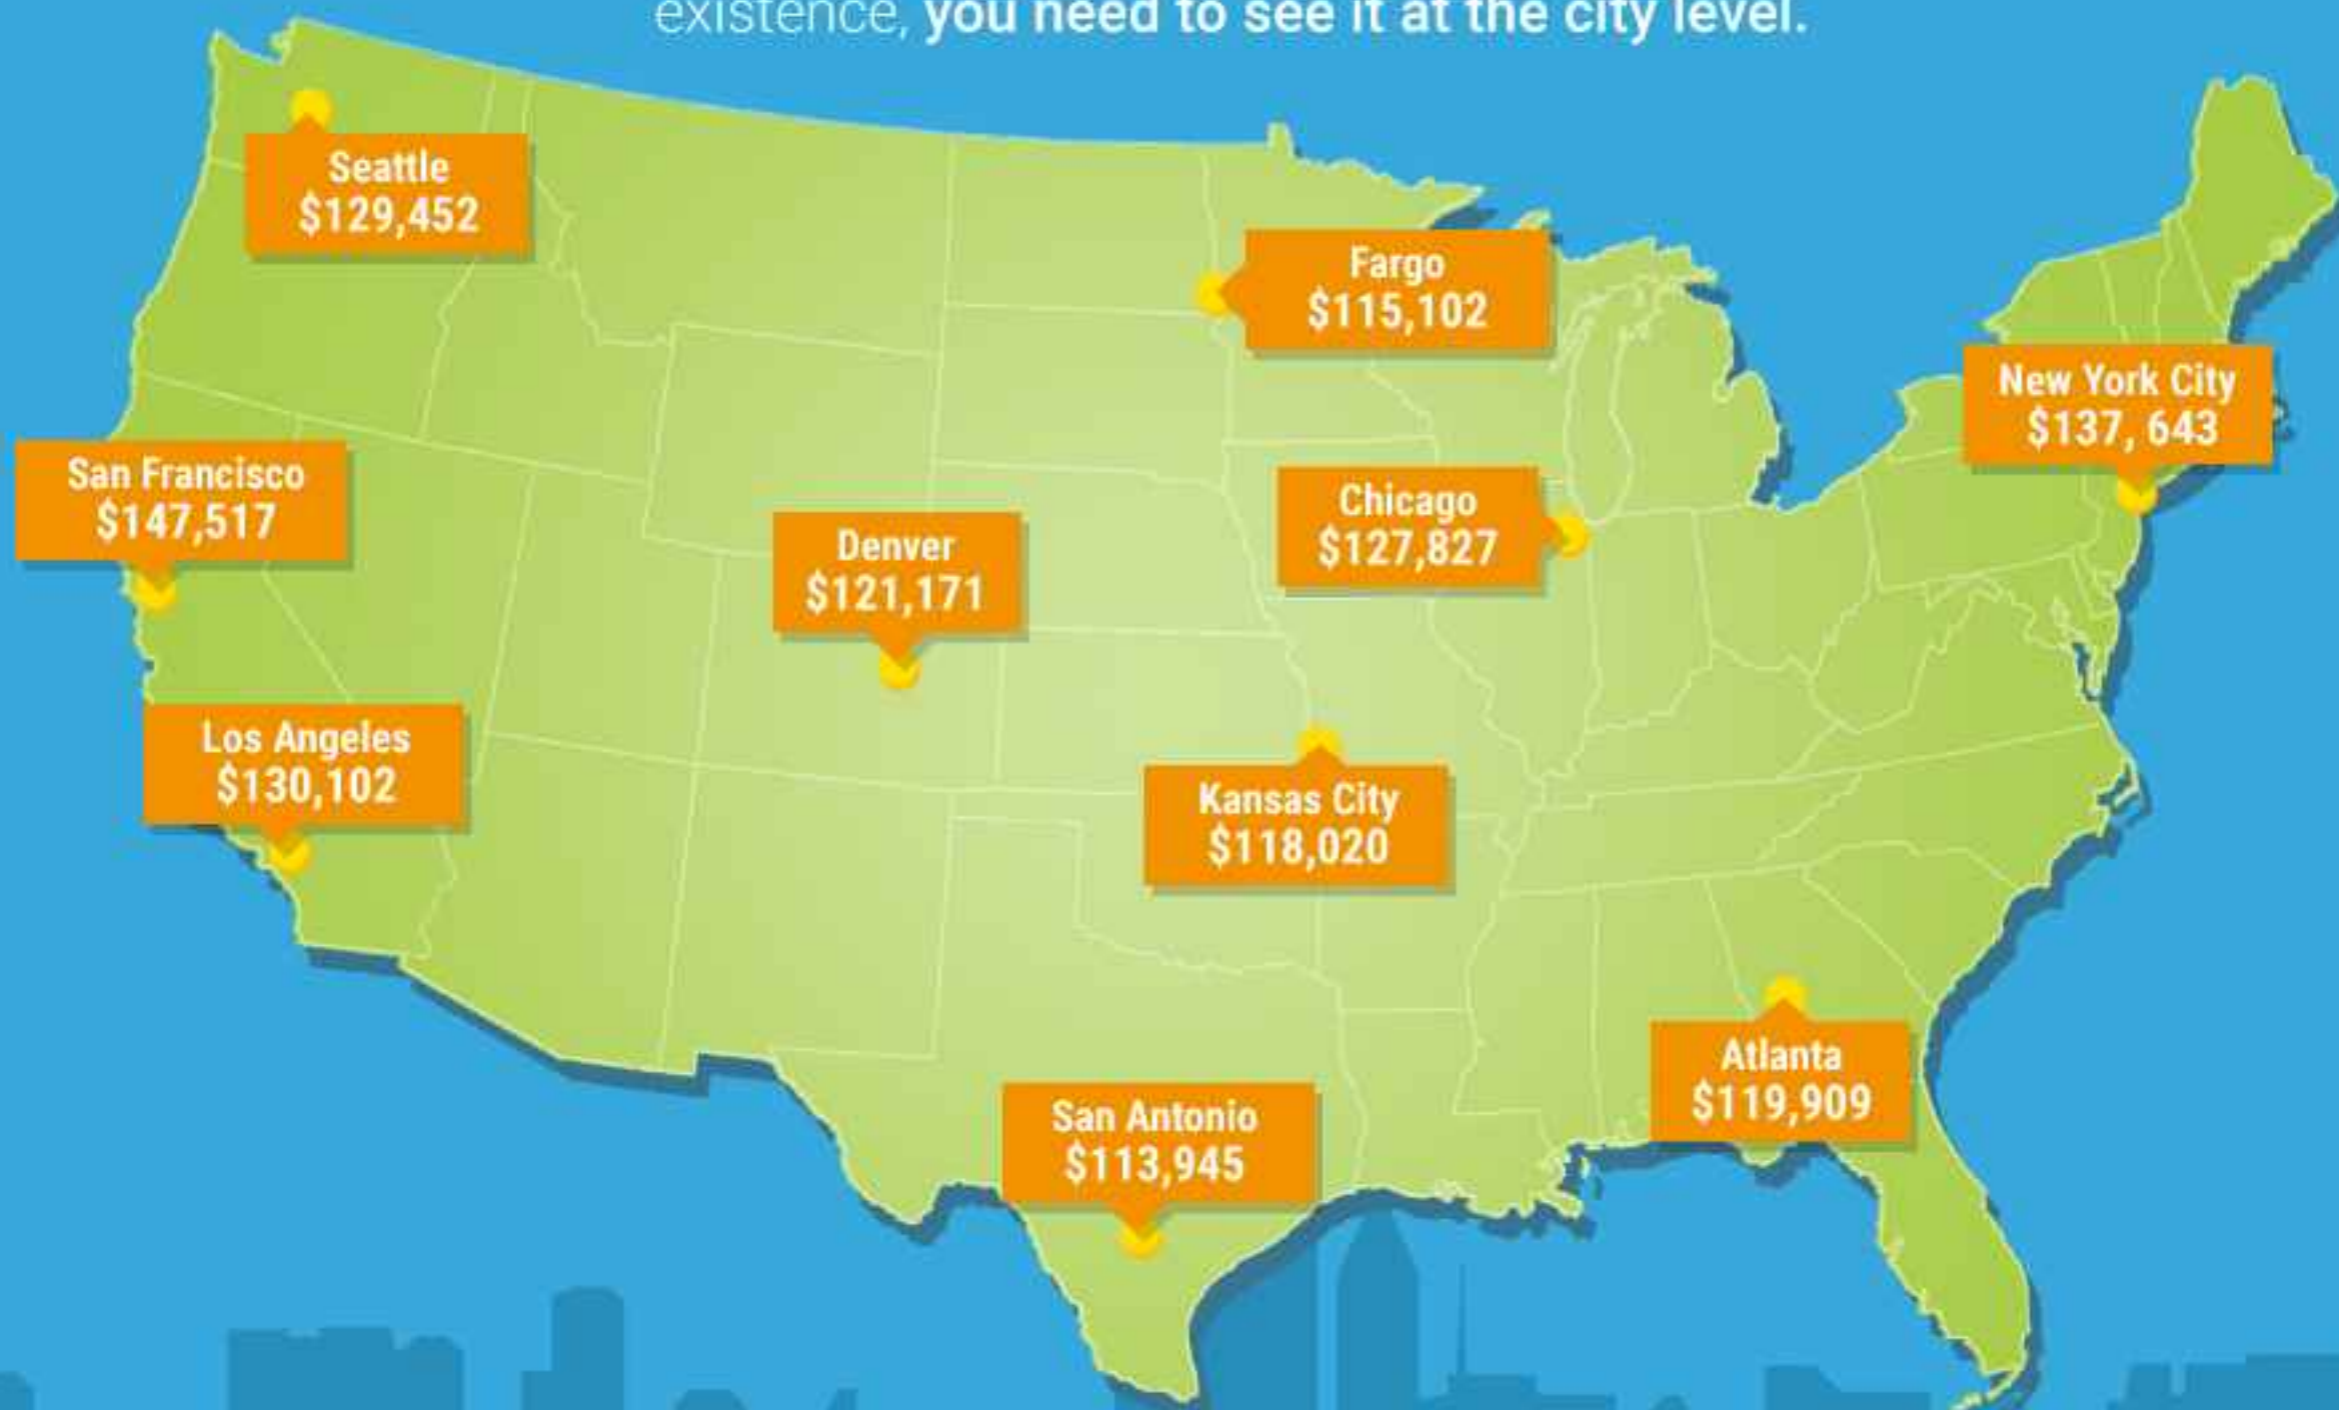 existence, you need to see it at the city level.
Seattle
$129,452
Fargo
$115,102
New York City
$137, 643
San Francisco
$147,517
Chicago
$127,827
Denver
$121,171
Los Angeles
$130,102
Kansas City
$118,020
Atlanta
$119,909
San Antonio
$113,945